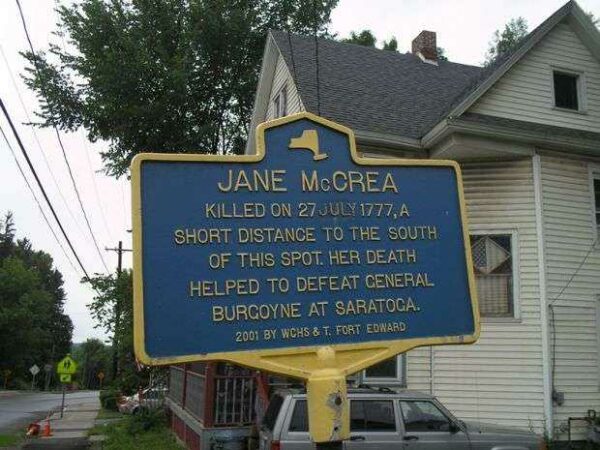 JANE McCREA
KILLED ON 27 JULY 1777, A
SHORT DISTANCE TO THE SOUTH
OF THIS SPOT. HER DEATH
HELPED TO DEFEAT GENERAL
BURGOYNE AT SARATOGA.
2001 BY WCHS & T. FORT EDWARD